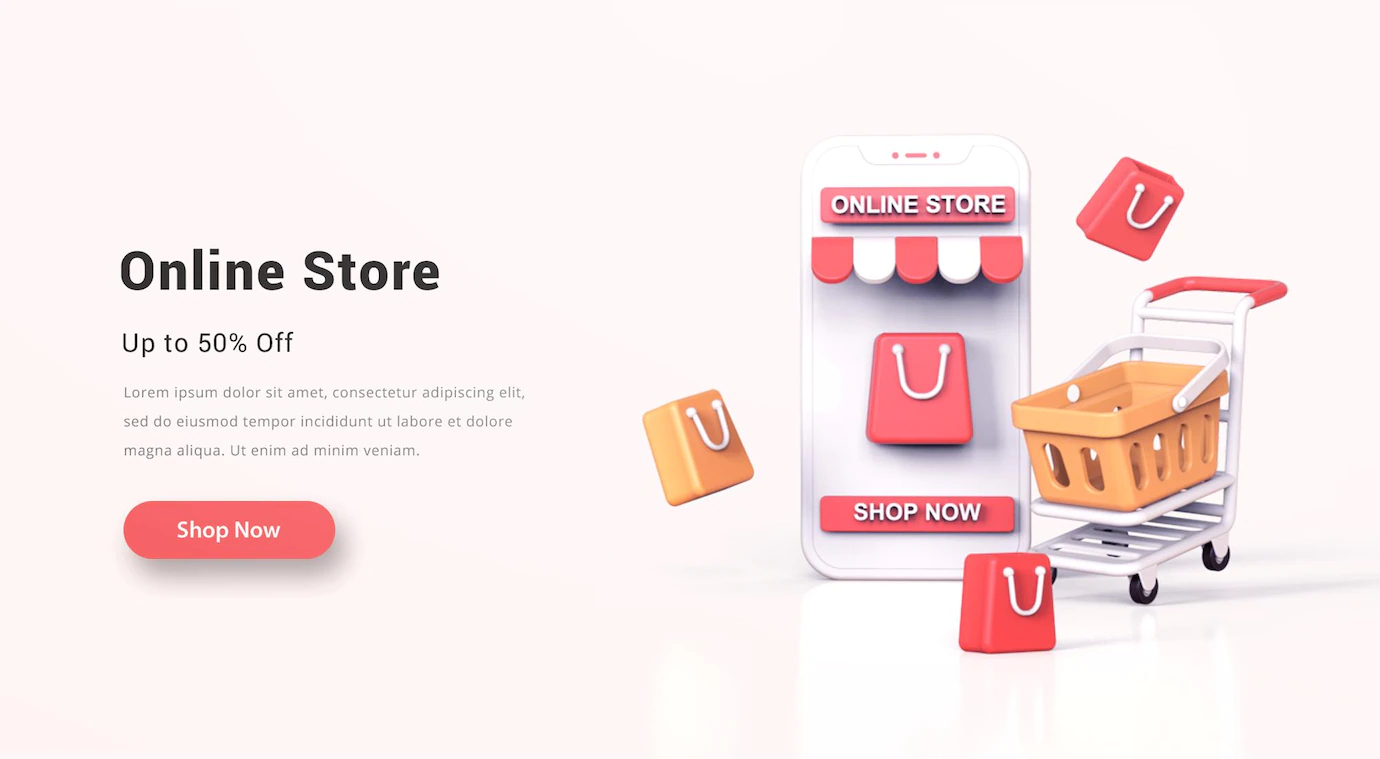 Online Store
Up to 50% Off
Lorem ipsum dolor sit amet, consectetur adipiscing elit,
sed do eiusmod tempor incididunt ut labore et dolore
magna aliqua. Ut enim ad minim veniam.
Shop Now
ONLINE STORE
SHOP NOW